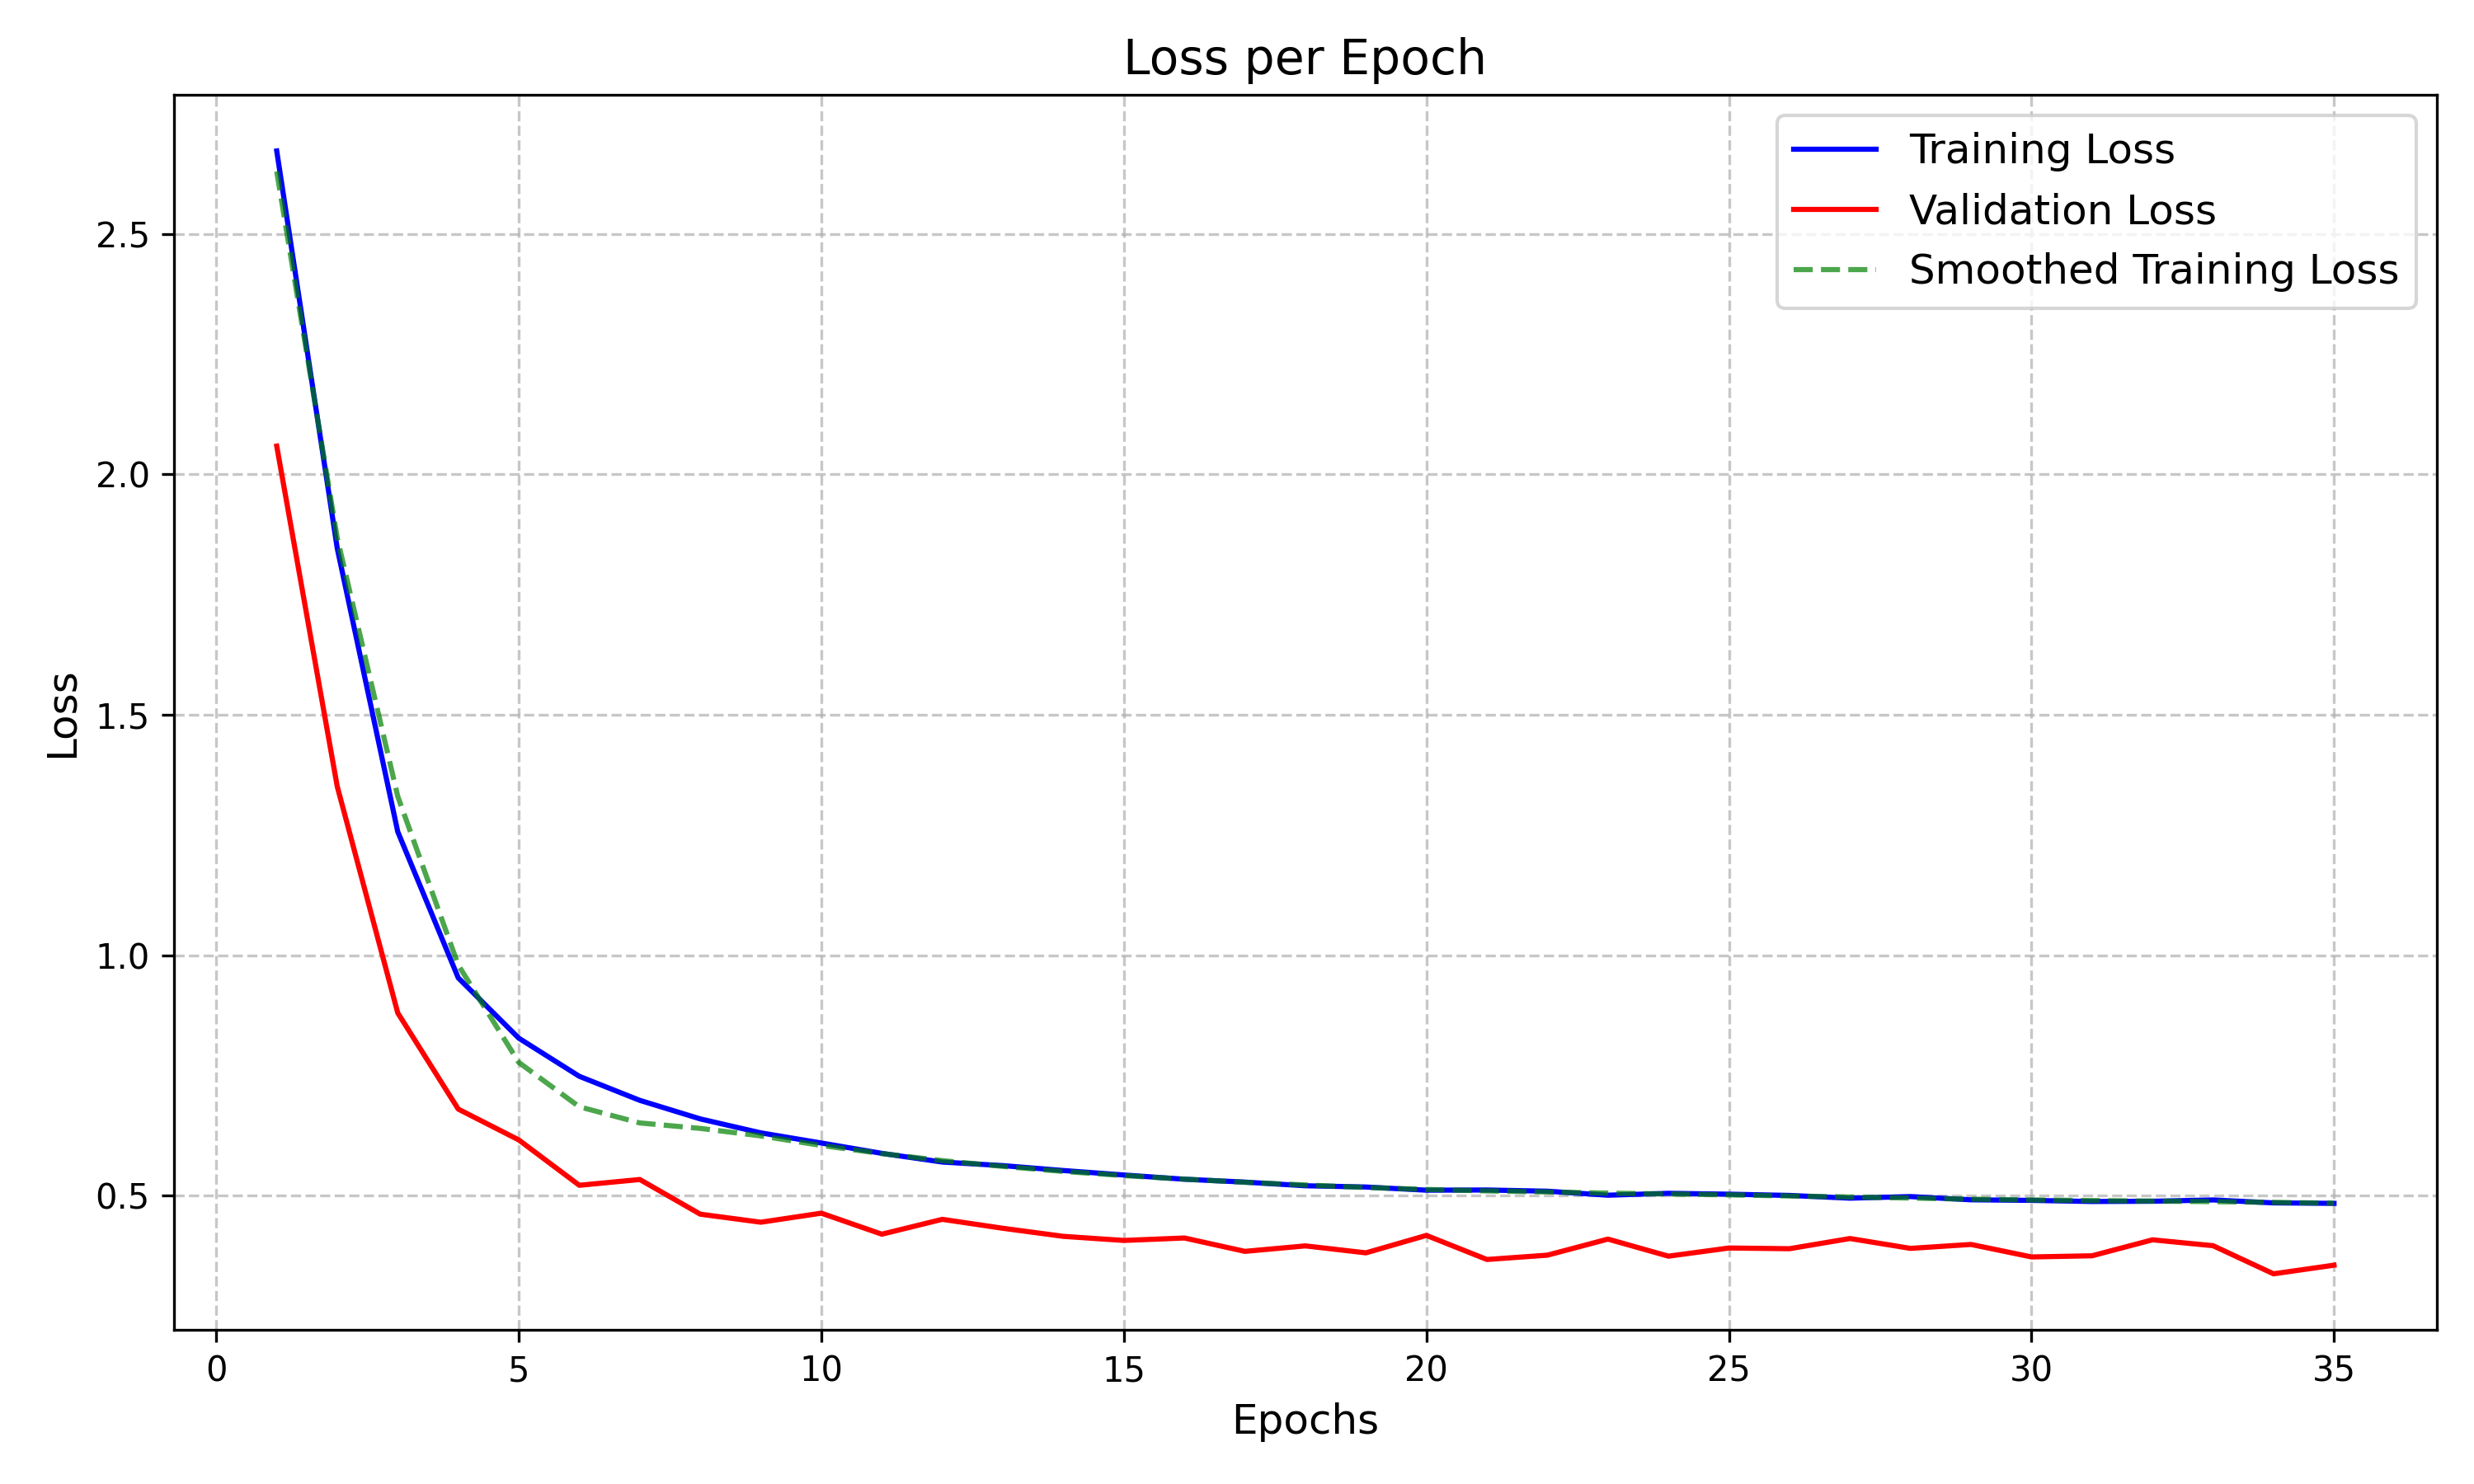 Loss per Epoch
Training Loss
Validation Loss
Smoothed Training Loss
2.5
2.0
1.5
1.0
0.5
Loss
0 5 10 15 20 25 30 35
Epochs